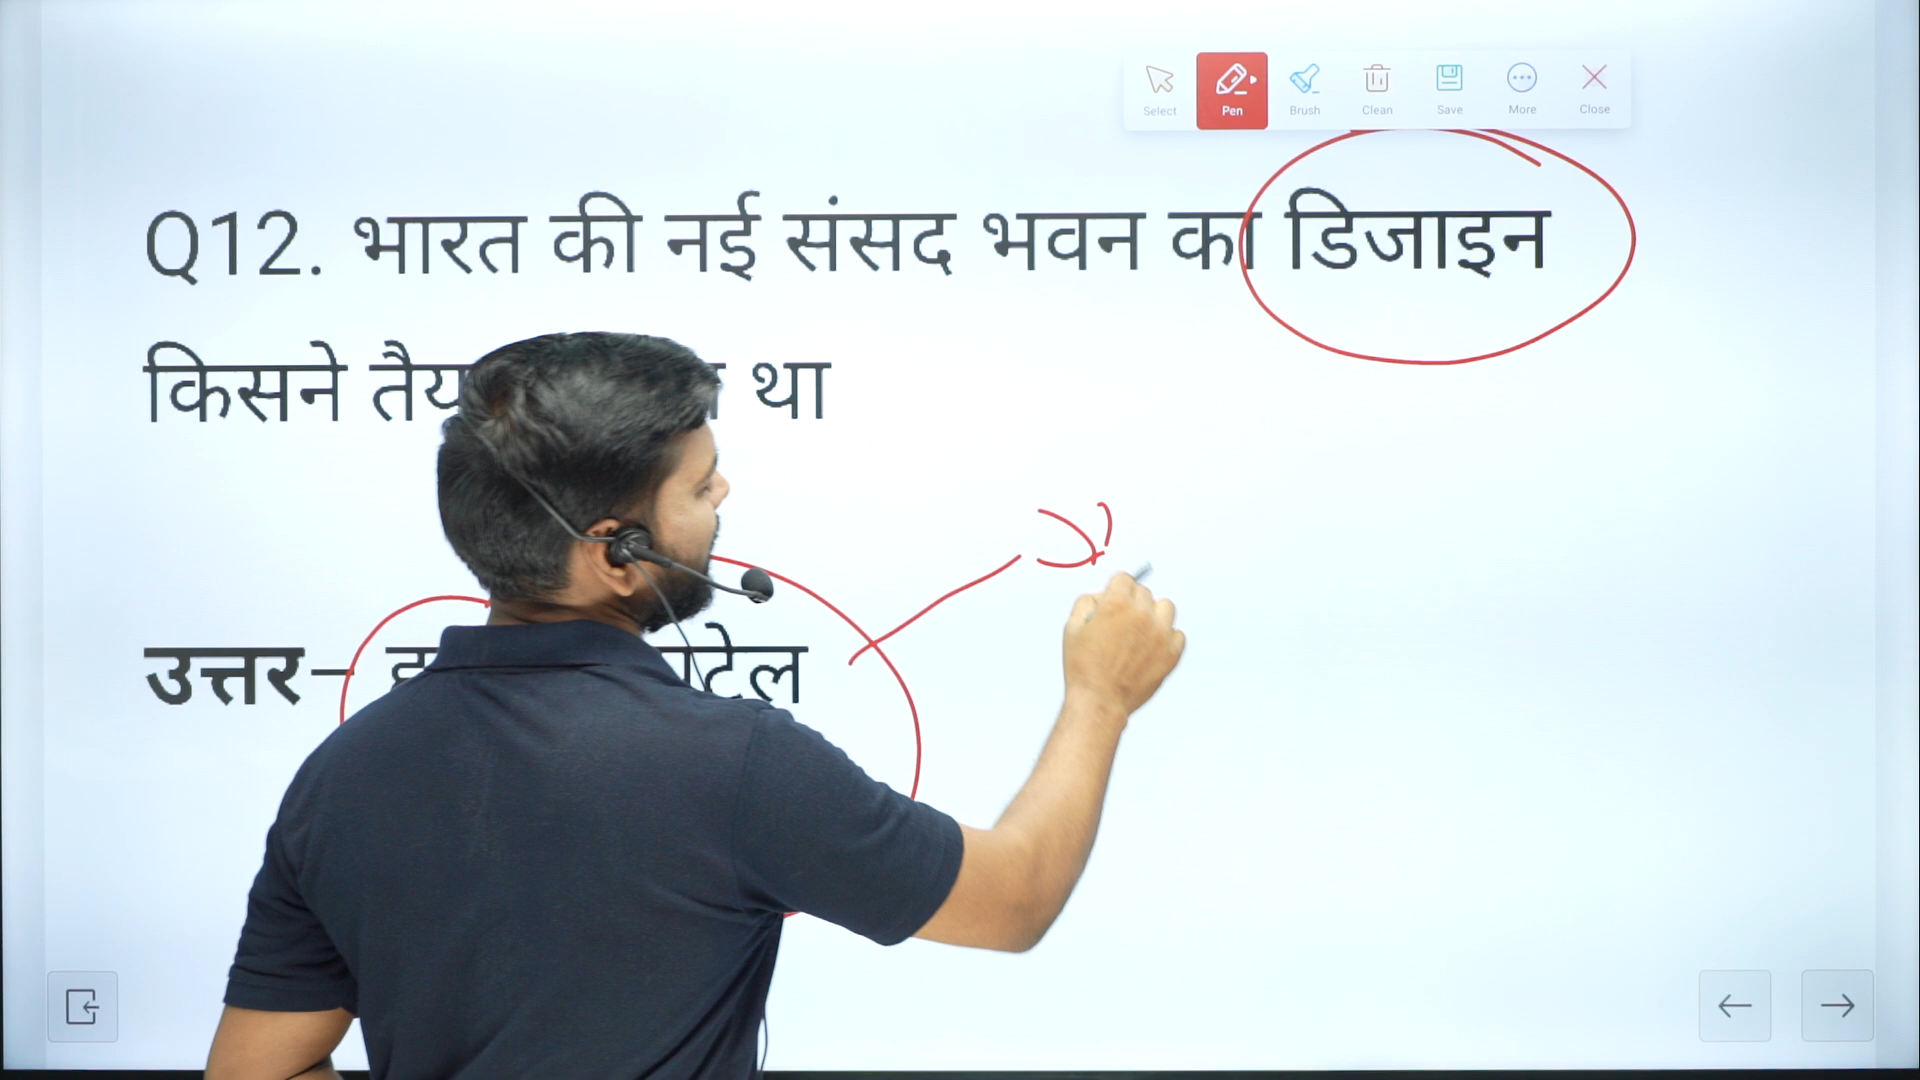 Select Pen Brush Clean Save More Close
Q12. भारत की नई संसद भवन का डिजाइन
किसने था
उत्तर–